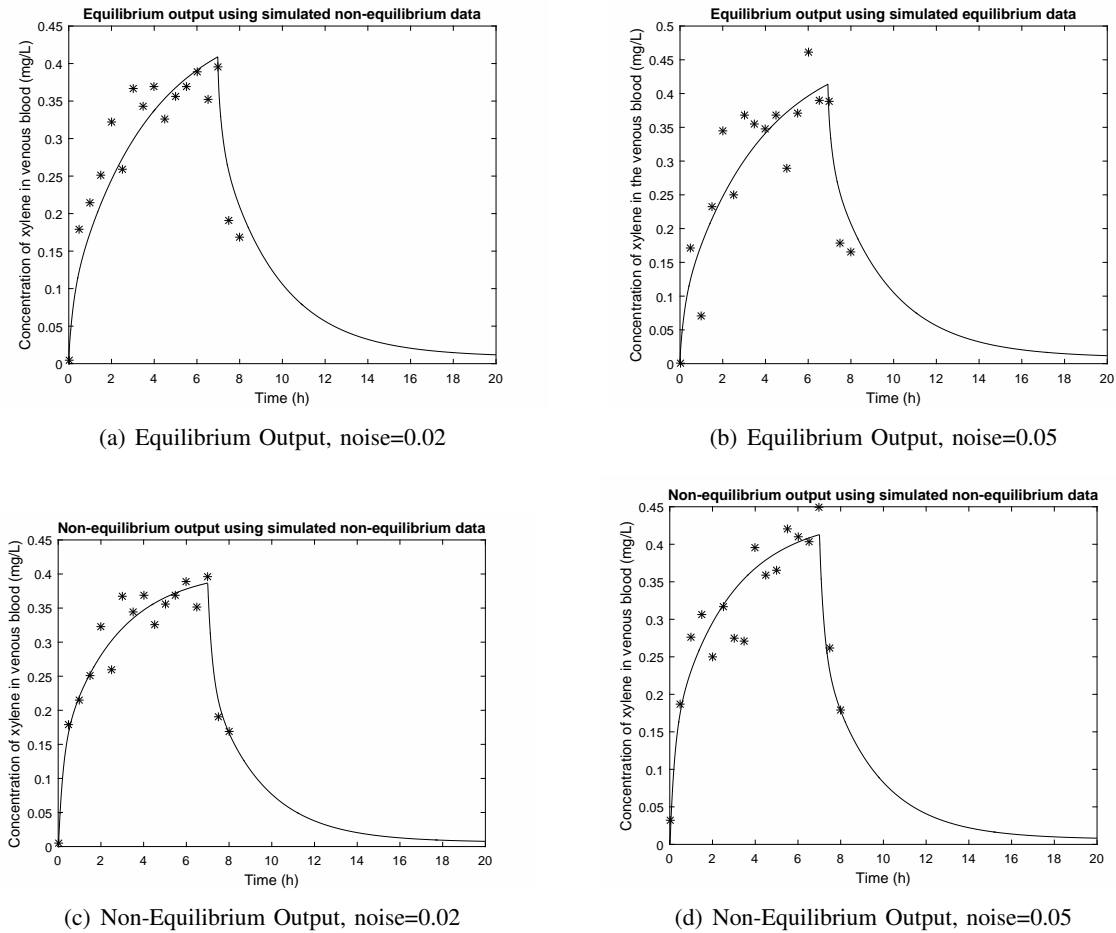 Equilibrium output using simulated non-equilibrium data
Concentration of xylene in venous blood (mg/L)
0.45
0.4
0.35
0.3
0.25
0.2
0.15
0.1
0.05
0
0 2 4 6 8 10 12 14 16 18 20
Time (h)
(a) Equilibrium Output, noise=0.02
Equilibrium output using simulated equilibrium data
Concentration of xylene in the venous blood (mg/L)
0.5
0.45
0.4
0.35
0.3
0.25
0.2
0.15
0.1
0.05
0
0 2 4 6 8 10 12 14 16 18 20
Time (h)
(b) Equilibrium Output, noise=0.05
Non-equilibrium output using simulated non-equilibrium data
Concentration of xylene in venous blood (mg/L)
0.45
0.4
0.35
0.3
0.25
0.2
0.15
0.1
0.05
0
0 2 4 6 8 10 12 14 16 18 20
Time (h)
(c) Non-Equilibrium Output, noise=0.02
Non-equilibrium output using simulated non-equilibrium data
Concentration of xylene in venous blood (mg/L)
0.45
0.4
0.35
0.3
0.25
0.2
0.15
0.1
0.05
0
0 2 4 6 8 10 12 14 16 18 20
Time (h)
(d) Non-Equilibrium Output, noise=0.05